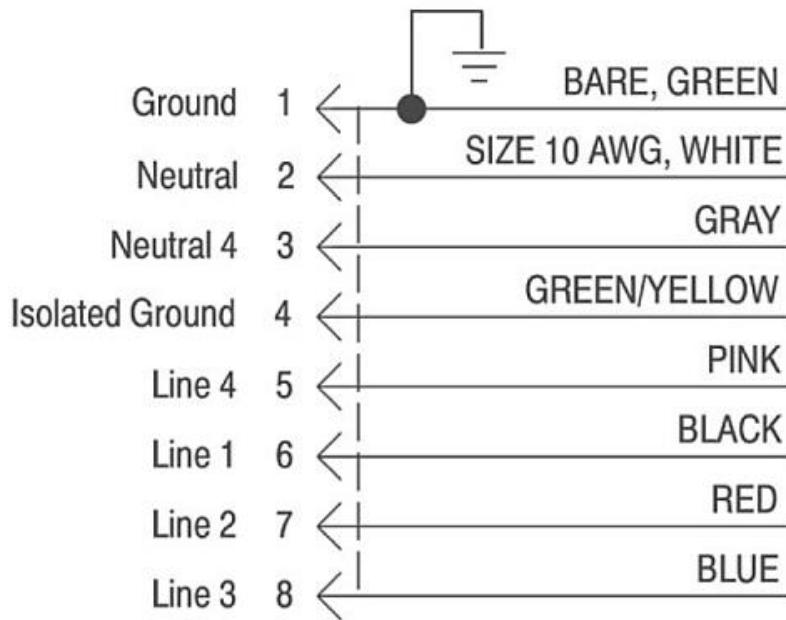 Ground 1 BARE, GREEN
Neutral 2 SIZE 10 AWG, WHITE
Neutral 4 3 GRAY
Isolated Ground 4 GREEN/YELLOW
Line 4 5 PINK
Line 1 6 BLACK
Line 2 7 RED
Line 3 8 BLUE